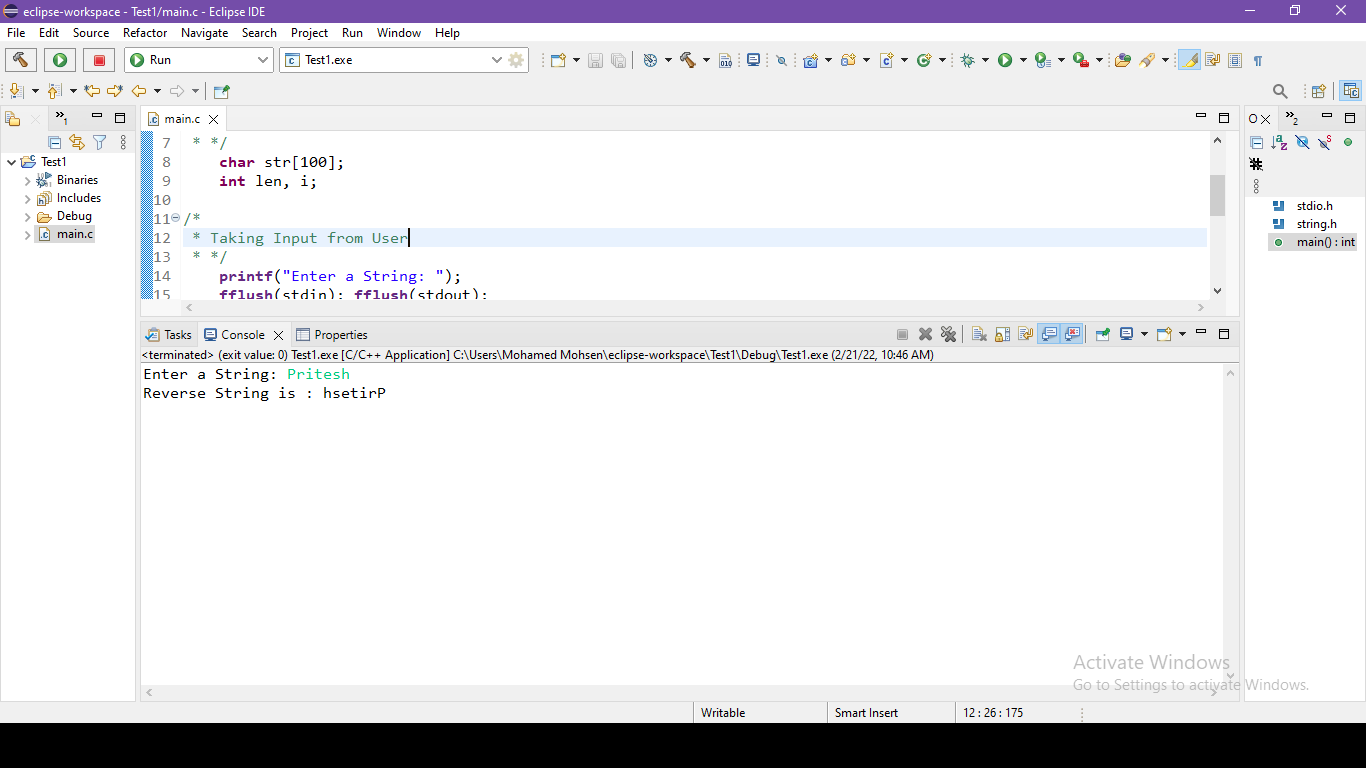 eclipse-workspace - Test1/main.c - Eclipse IDE
File Edit Source Refactor Navigate Search Project Run Window Help
Run Test1.exe
main.c
Test1
Binaries
Includes
Debug
main.c
7 * */
8 char str[100];
9 int len, i;
10
11 /*
12 * Taking Input from User
13 * */
14 printf("Enter a String: ");
15 fflush(stdin); fflush(stdout);
stdio.h
string.h
main() : int
Tasks Console Properties
<terminated> (exit value: 0) Test1.exe [C/C++ Application] C:\Users\Mohamed Mohsen\eclipse-workspace\Test1\Debug\Test1.exe (2/21/22, 10:46 AM)
Enter a String: Pritesh
Reverse String is : hsetirP
Activate Windows
Go to Settings to activate Windows.
Writable Smart Insert 12 : 26 : 175